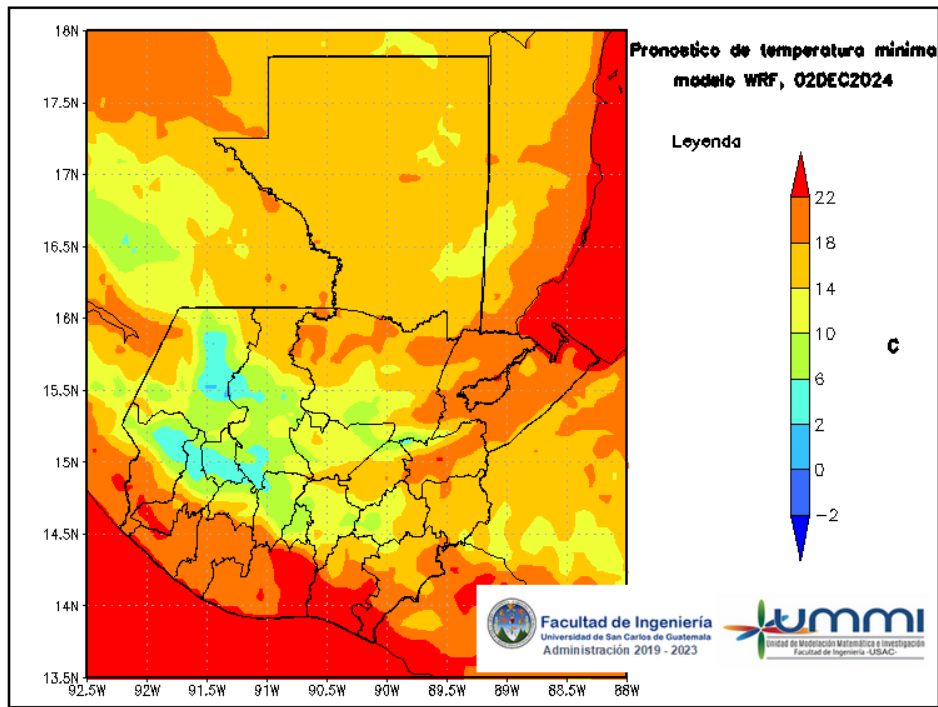 Pronostico de temperatura minima
modelo WRF, 02DEC2024
Leyenda
22
18
14
10
6
2
0
−2
C
18N
17.5N
17N
16.5N
16N
15.5N
15N
14.5N
14N
13.5N
92.5W 92W 91.5W 91W 90.5W 90W 89.5W 89W 88.5W 88W
Facultad de Ingeniería
Universidad de San Carlos de Guatemala
Administración 2019 - 2023
ummi
Unidad de Modelación Matemática e Investigación
Facultad de Ingeniería -USAC-